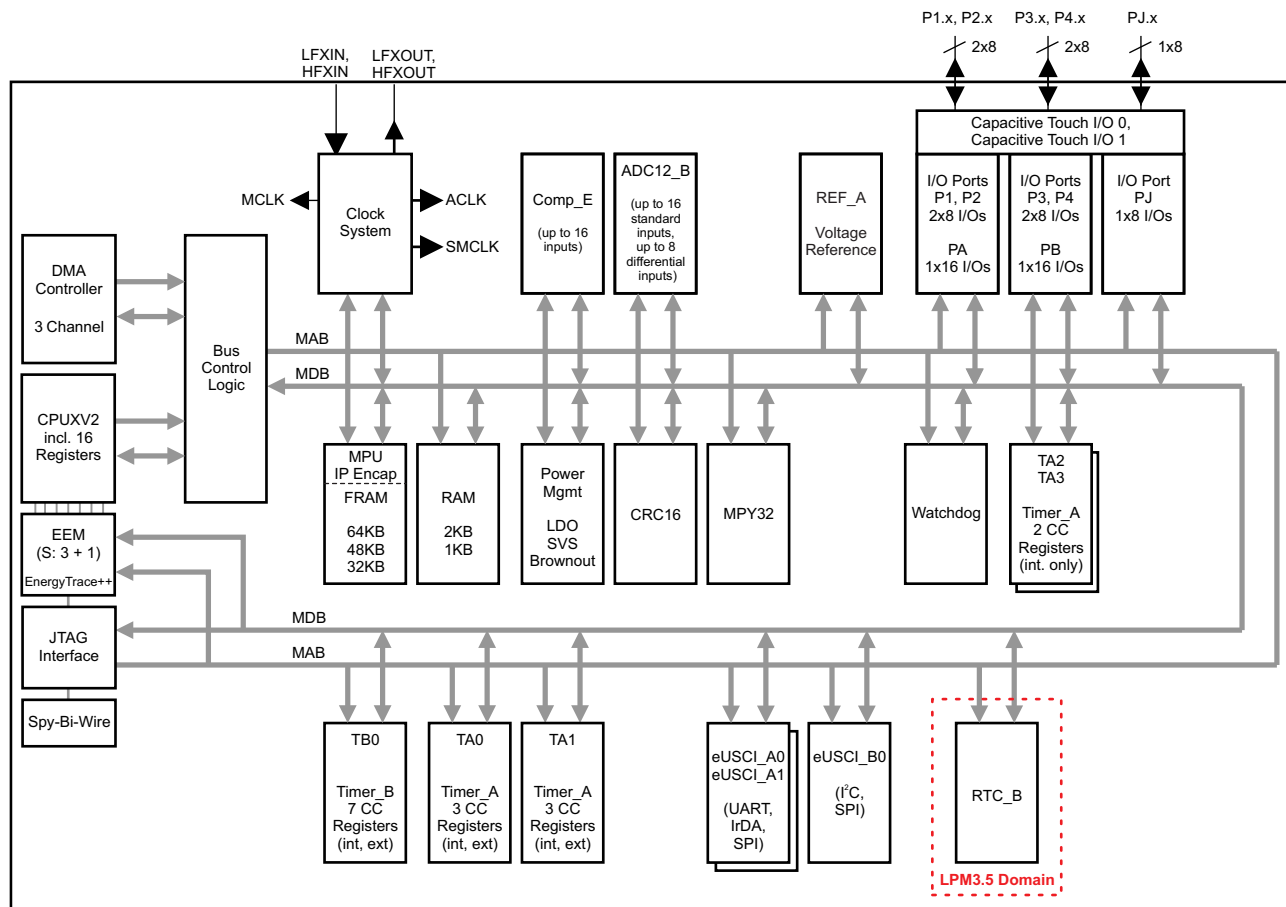 P1.x, P2.x
P3.x, P4.x
PJ.x
2x8
2x8
1x8
LFXIN,
HFXIN
LFXOUT,
HFXOUT
Capacitive Touch I/O 0,
Capacitive Touch I/O 1
MCLK
Clock
System
ACLK
SMCLK
Comp_E
(up to 16
inputs)
ADC12_B
(up to 16
standard
inputs,
up to 8
differential
inputs)
REF_A
Voltage
Reference
I/O Ports
P1, P2
2x8 I/Os
PA
1x16 I/Os
I/O Ports
P3, P4
2x8 I/Os
PB
1x16 I/Os
I/O Port
PJ
1x8 I/Os
DMA
Controller
3 Channel
Bus
Control
Logic
MAB
MDB
CPUXV2
incl. 16
Registers
MPU
IP Encap
FRAM
64KB
48KB
32KB
RAM
2KB
1KB
Power
Mgmt
LDO
SVS
Brownout
CRC16
MPY32
Watchdog
TA2
TA3
Timer_A
2 CC
Registers
(int. only)
EEM
(S: 3 + 1)
EnergyTrace++
MDB
MAB
JTAG
Interface
Spy-Bi-Wire
TB0
Timer_B
7 CC
Registers
(int, ext)
TA0
Timer_A
3 CC
Registers
(int, ext)
TA1
Timer_A
3 CC
Registers
(int, ext)
eUSCI_A0
eUSCI_A1
(UART,
IrDA,
SPI)
eUSCI_B0
(I²C,
SPI)
RTC_B
LPM3.5 Domain